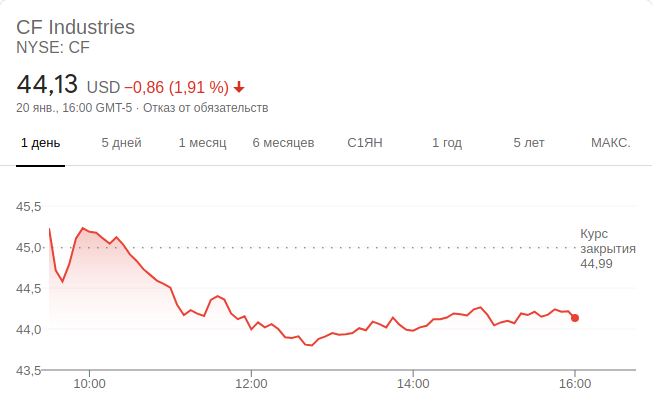 CF Industries
NYSE: CF
44,13 USD −0,86 (1,91 %)
20 янв., 16:00 GMT-5 · Отказ от обязательств
1 день 5 дней 1 месяц 6 месяцев С1ЯН 1 год 5 лет МАКС.
45,5
45,0
44,5
44,0
43,5
Курс
закрытия
44,99
10:00 12:00 14:00 16:00